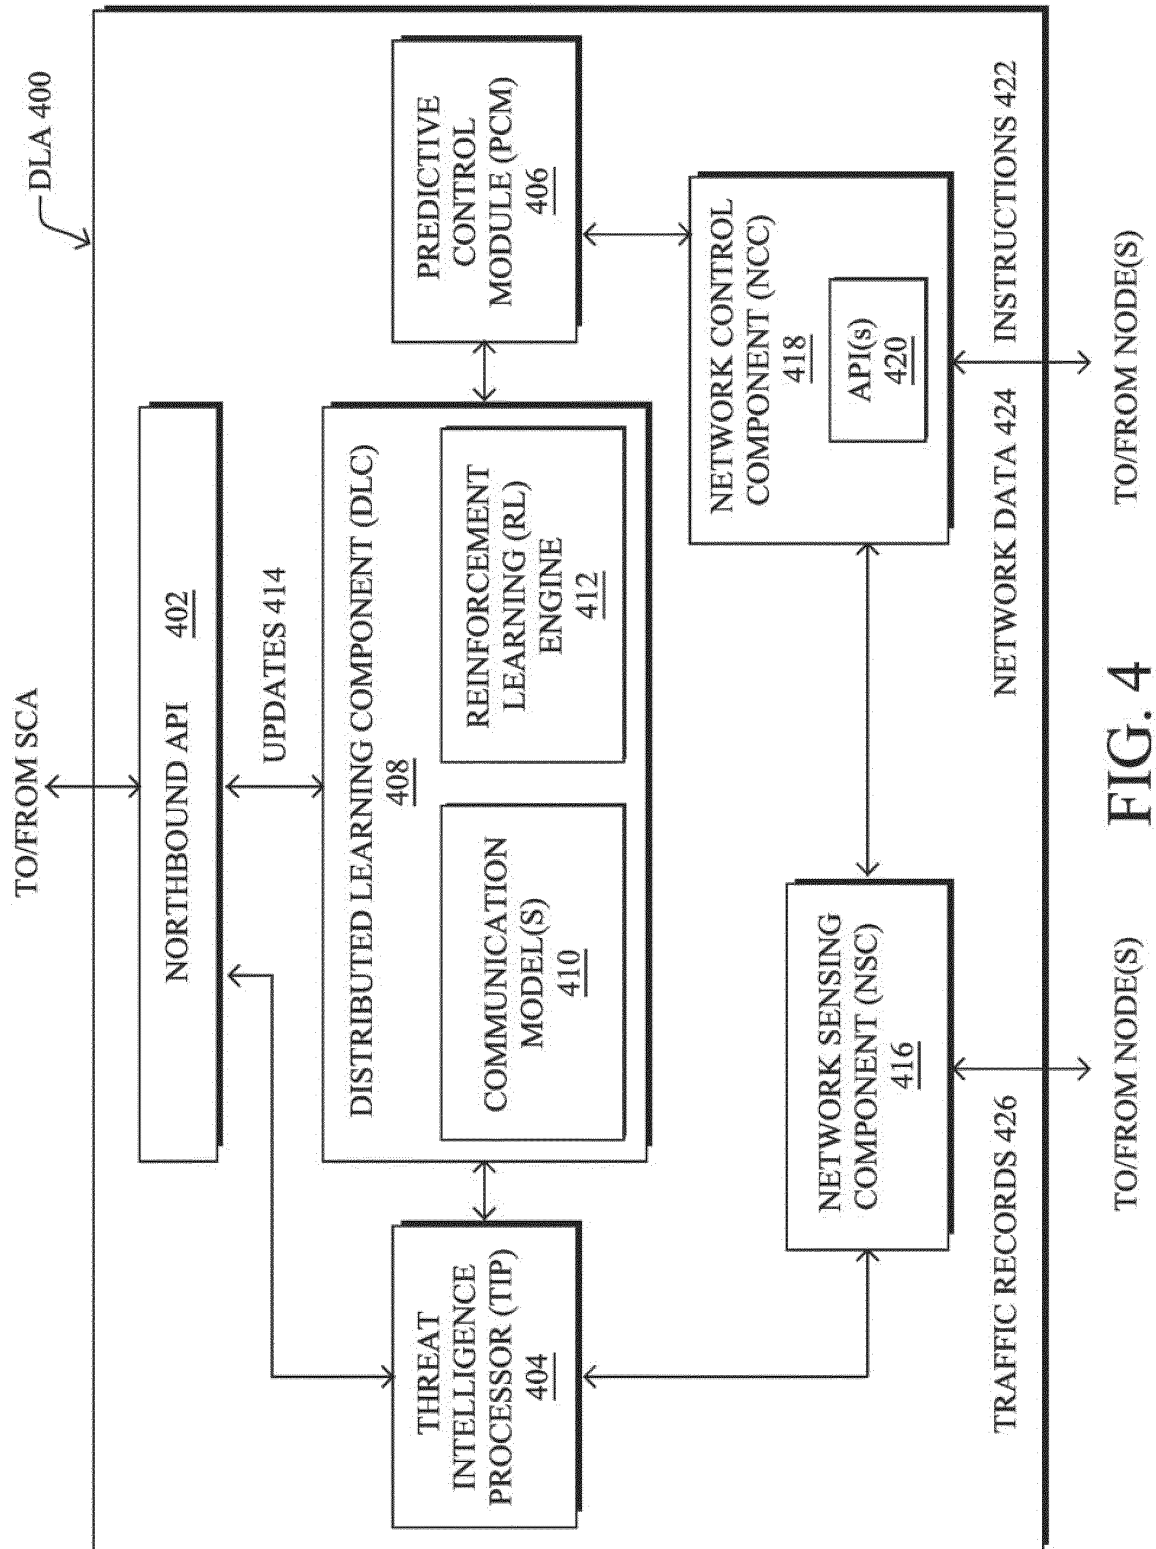 DLA 400
TO/FROM SCA
NORTHBOUND API 402
UPDATES 414
THREAT
INTELLIGENCE
PROCESSOR (TIP)
404
DISTRIBUTED LEARNING COMPONENT (DLC)
408
COMMUNICATION
MODEL(S)
410
REINFORCEMENT
LEARNING (RL)
ENGINE
412
PREDICTIVE
CONTROL
MODULE (PCM)
406
NETWORK SENSING
COMPONENT (NSC)
416
NETWORK CONTROL
COMPONENT (NCC)
418
API(s)
420
TRAFFIC RECORDS 426
NETWORK DATA 424
INSTRUCTIONS 422
TO/FROM NODE(S)
TO/FROM NODE(S)
FIG. 4